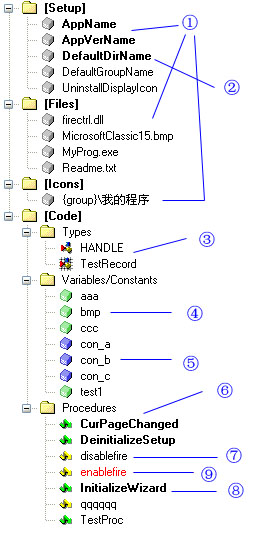 [Setup]
AppName
①
AppVerName
DefaultDirName
②
DefaultGroupName
UninstallDisplayIcon
[Files]
firectrl.dll
MicrosoftClassic15.bmp
MyProg.exe
Readme.txt
[Icons]
{group}\我的程序
[Code]
Types
③
HANDLE
TestRecord
Variables/Constants
aaa
bmp
④
ccc
con_a
con_b
⑤
con_c
test1
⑥
Procedures
CurPageChanged
DeinitializeSetup
disablefire
⑦
enablefire
⑨
InitializeWizard
⑧
qqqqqq
TestProc